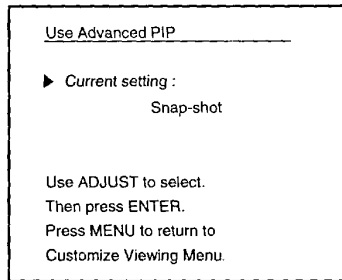 Use Advanced PIP
▶ Current setting :
Snap-shot
Use ADJUST to select.
Then press ENTER.
Press MENU to return to
Customize Viewing Menu.